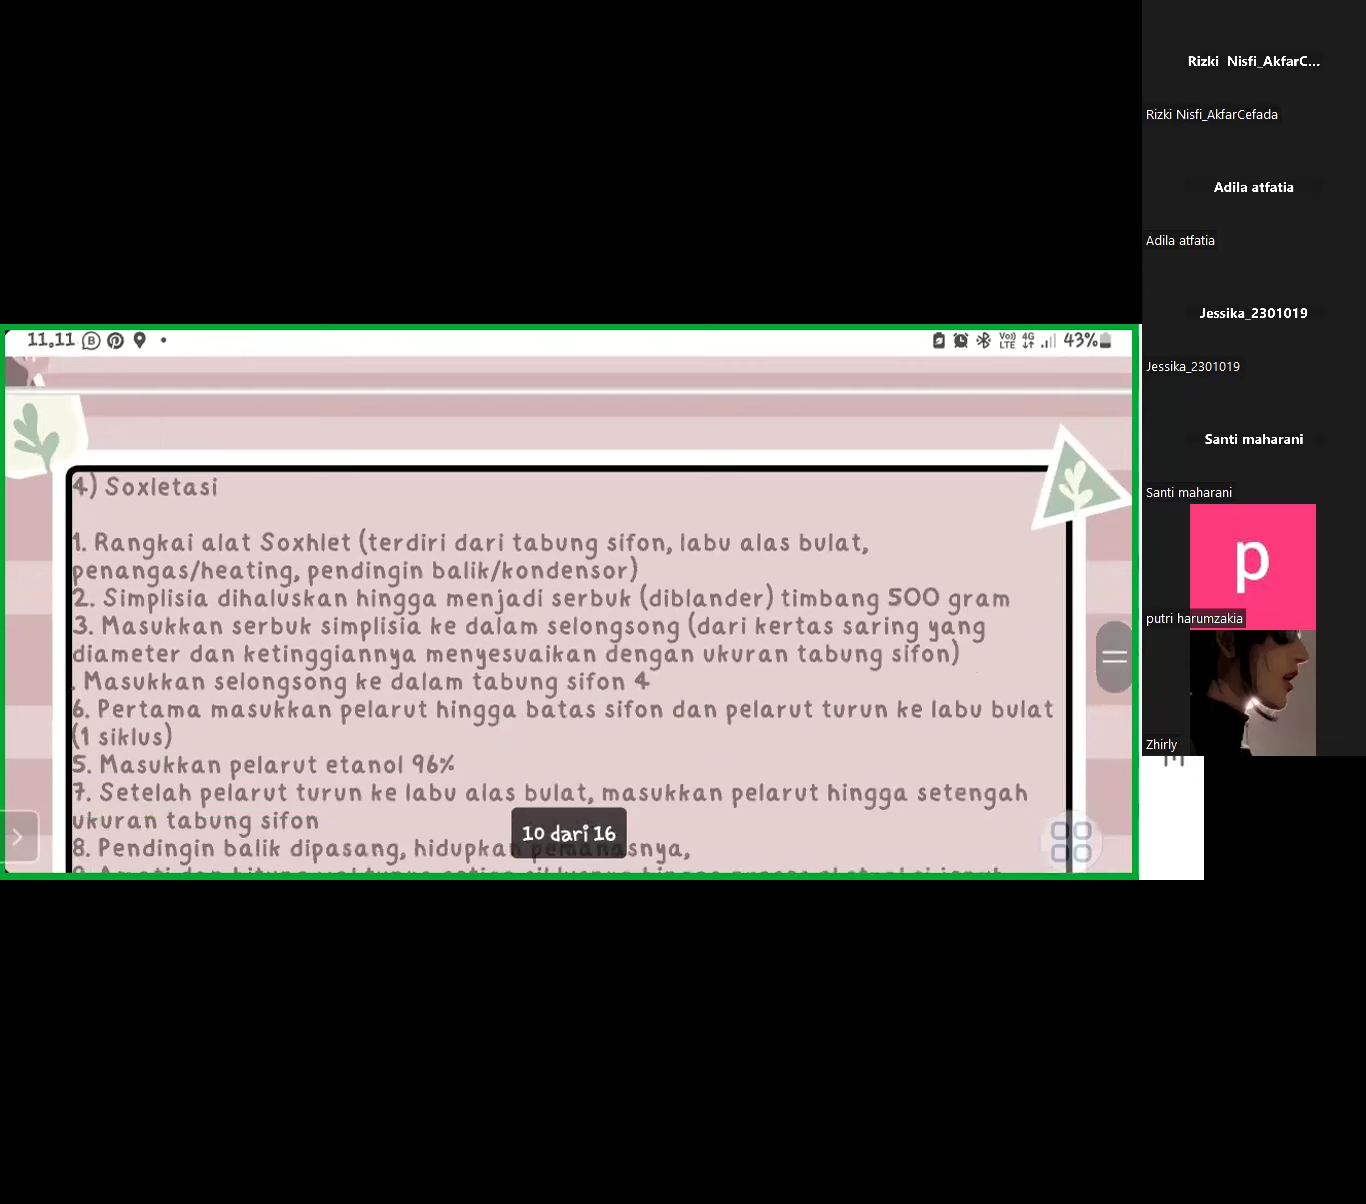 11.11
Vo)) LTE 4G 43%
4) Soxletasi
1. Rangkai alat Soxhlet (terdiri dari tabung sifon, labu alas bulat,
penangas/heating, pendingin balik/kondensor)
2. Simplisia dihaluskan hingga menjadi serbuk (diblander) timbang 500 gram
3. Masukkan serbuk simplisia ke dalam selongsong (dari kertas saring yang
diameter dan ketinggiannya menyesuaikan dengan ukuran tabung sifon)
. Masukkan selongsong ke dalam tabung sifon 4
6. Pertama masukkan pelarut hingga batas sifon dan pelarut turun ke labu bulat
(1 siklus)
5. Masukkan pelarut etanol 96%
7. Setelah pelarut turun ke labu alas bulat, masukkan pelarut hingga setengah
ukuran tabung sifon
8. Pendingin balik dipasang, hidupkan pemanasnya,
10 dari 16
Rizki Nisfi_AkfarC...
Rizki Nisfi_AkfarCefada
Adila atfatia
Adila atfatia
Jessika_2301019
Jessika_2301019
Santi maharani
Santi maharani
p
putri harumzakia
Zhirly